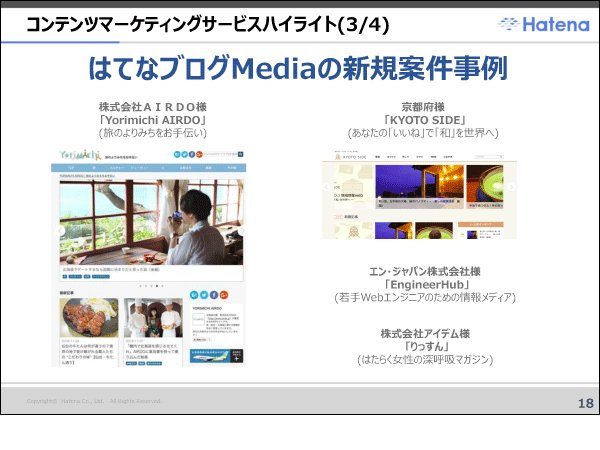 コンテンツマーケティングサービスハイライト(3/4)
Hatena
はてなブログMediaの新規案件事例
株式会社ＡＩＲＤＯ様
「Yorimichi AIRDO」
(旅のよりみちをお手伝い)
京都府様
「KYOTO SIDE」
(あなたの「いいね」で「和」を世界へ)
Yorimichi
KYOTO SIDE
新着記事
YORIMICHI AIRDO
エン・ジャパン株式会社様
「EngineerHub」
(若手Webエンジニアのための情報メディア)
株式会社アイデム様
「りっすん」
(はたらく女性の深呼吸マガジン)
Copyright© Hatena Co., Ltd. All Rights Reserved.
18